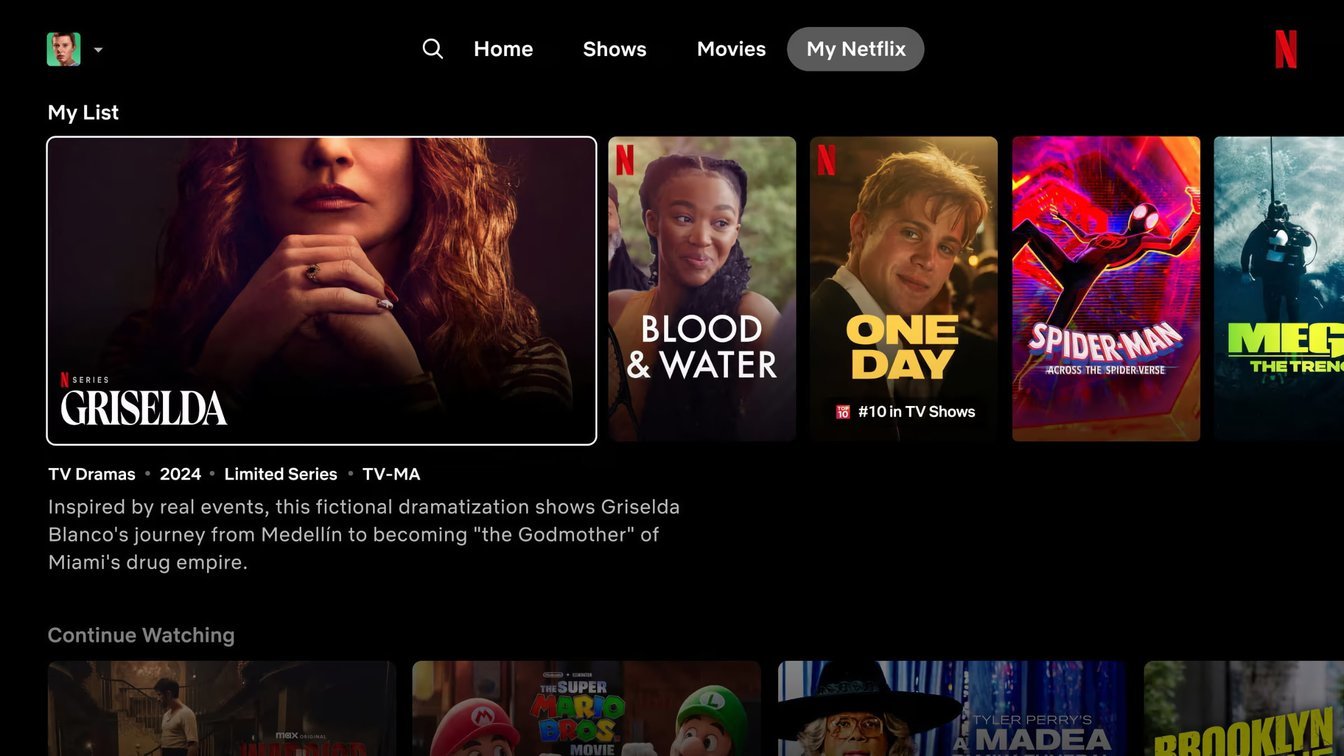 Home
Shows
Movies
My Netflix
N
My List
N SERIES
GRISELDA
N
BLOOD
& WATER
N
ONE
DAY
TOP
10
#10 in TV Shows
SPIDER-MAN
ACROSS THE SPIDER-VERSE
MEG
THE TREN
TV Dramas • 2024 • Limited Series • TV-MA
Inspired by real events, this fictional dramatization shows Griselda
Blanco's journey from Medellín to becoming "the Godmother" of
Miami's drug empire.
Continue Watching
max ORIGINAL
WARRIOR
THE SUPER
MARIO
BROS.
MOVIE
M
L
TYLER PERRY'S
A MADEA
BROOKLYN